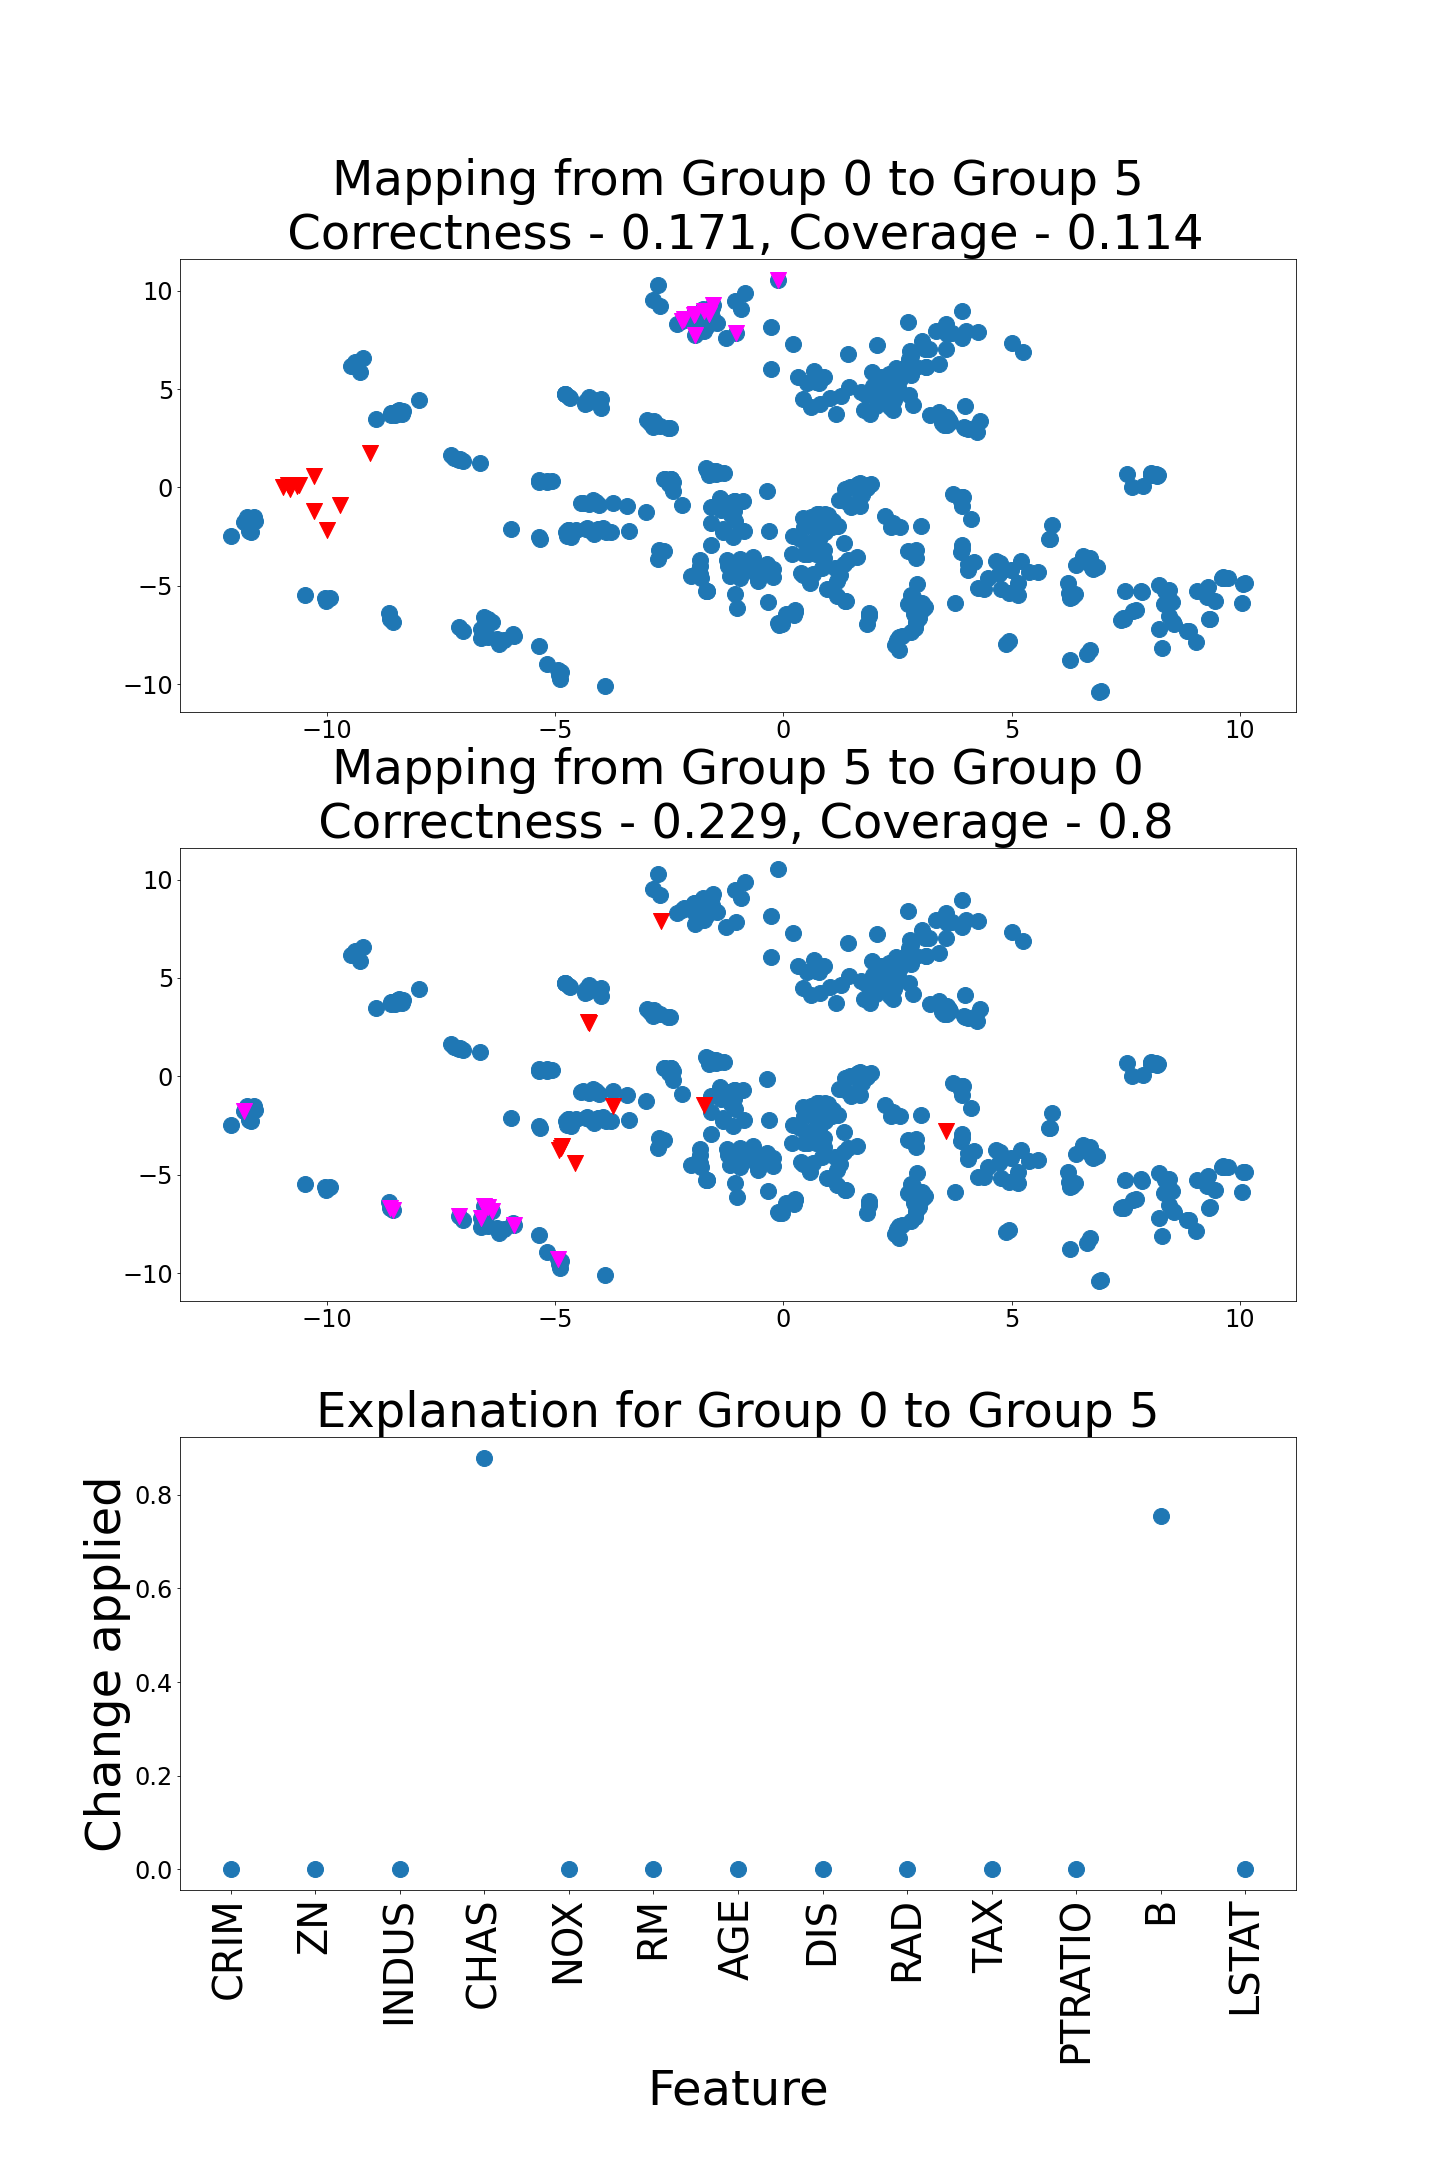 Mapping from Group 0 to Group 5
Correctness - 0.171, Coverage - 0.114
10
5
0
−5
−10
−10 −5 0 5 10
Mapping from Group 5 to Group 0
Correctness - 0.229, Coverage - 0.8
10
5
0
−5
−10
−10 −5 0 5 10
Explanation for Group 0 to Group 5
Change applied
0.8
0.6
0.4
0.2
0.0
CRIM
ZN
INDUS
CHAS
NOX
RM
AGE
DIS
RAD
TAX
PTRATIO
B
LSTAT
Feature